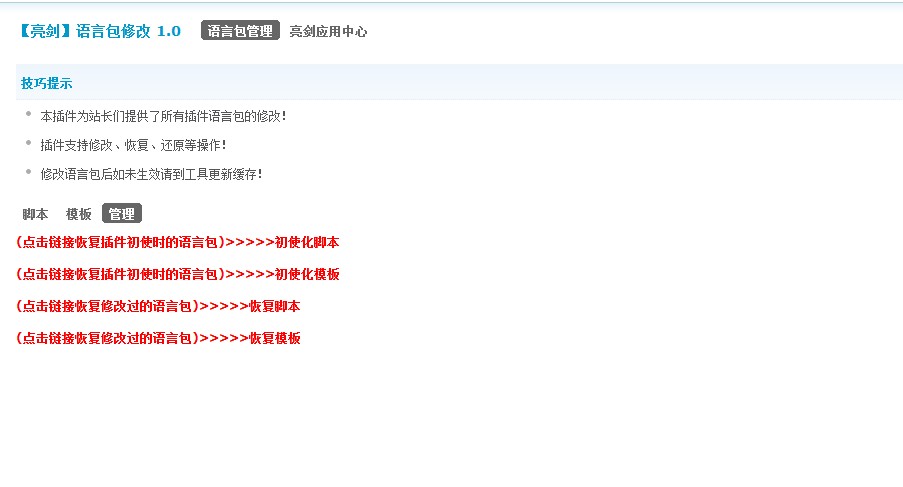 【亮剑】语言包修改 1.0 语言包管理 亮剑应用中心
技巧提示
本插件为站长们提供了所有插件语言包的修改！
插件支持修改、恢复、还原等操作！
修改语言包后如未生效请到工具更新缓存！
脚本 模板 管理
(点击链接恢复插件初使时的语言包)>>>>>初使化脚本
(点击链接恢复插件初使时的语言包)>>>>>初使化模板
(点击链接恢复修改过的语言包)>>>>>恢复脚本
(点击链接恢复修改过的语言包)>>>>>恢复模板